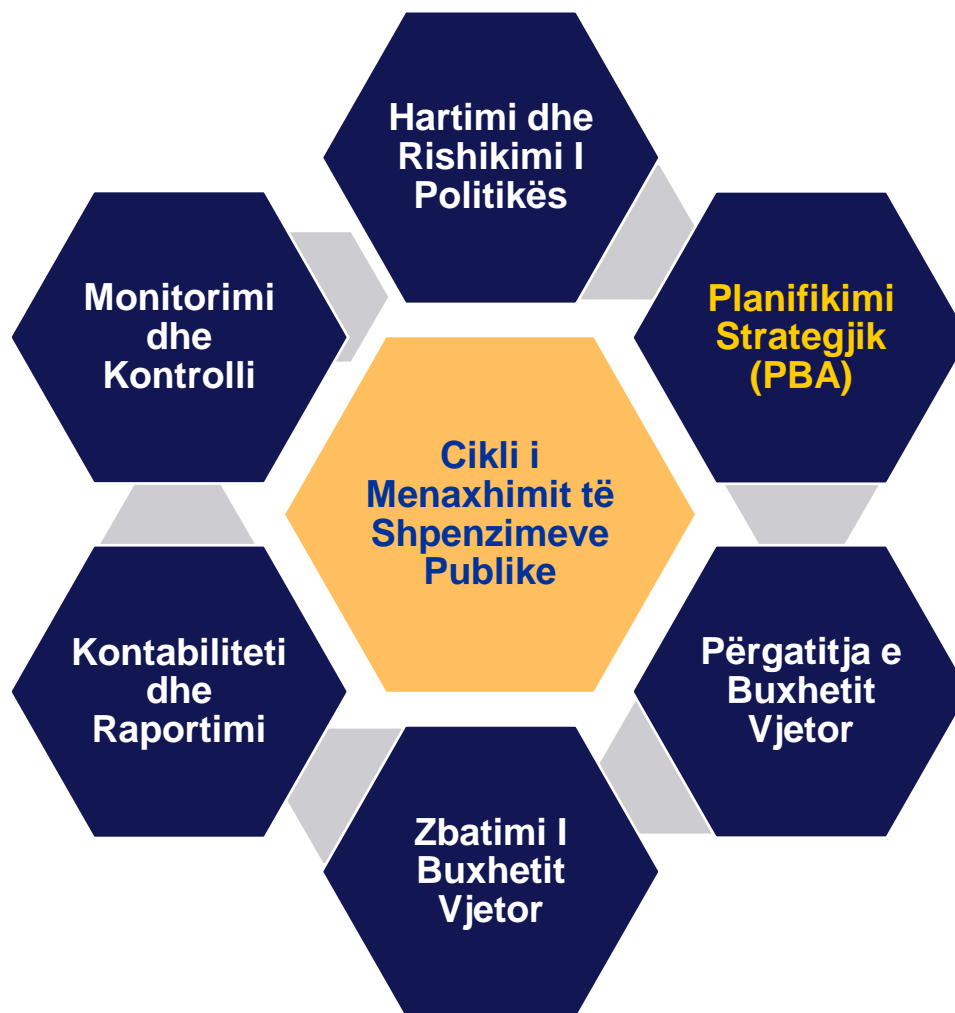 Hartimi dhe
Rishikimi I
Politikës
Planifikimi
Strategjik
(PBA)
Përgatitja e
Buxhetit
Vjetor
Zbatimi I
Buxhetit
Vjetor
Kontabiliteti
dhe
Raportimi
Monitorimi
dhe
Kontrolli
Cikli i
Menaxhimit të
Shpenzimeve
Publike